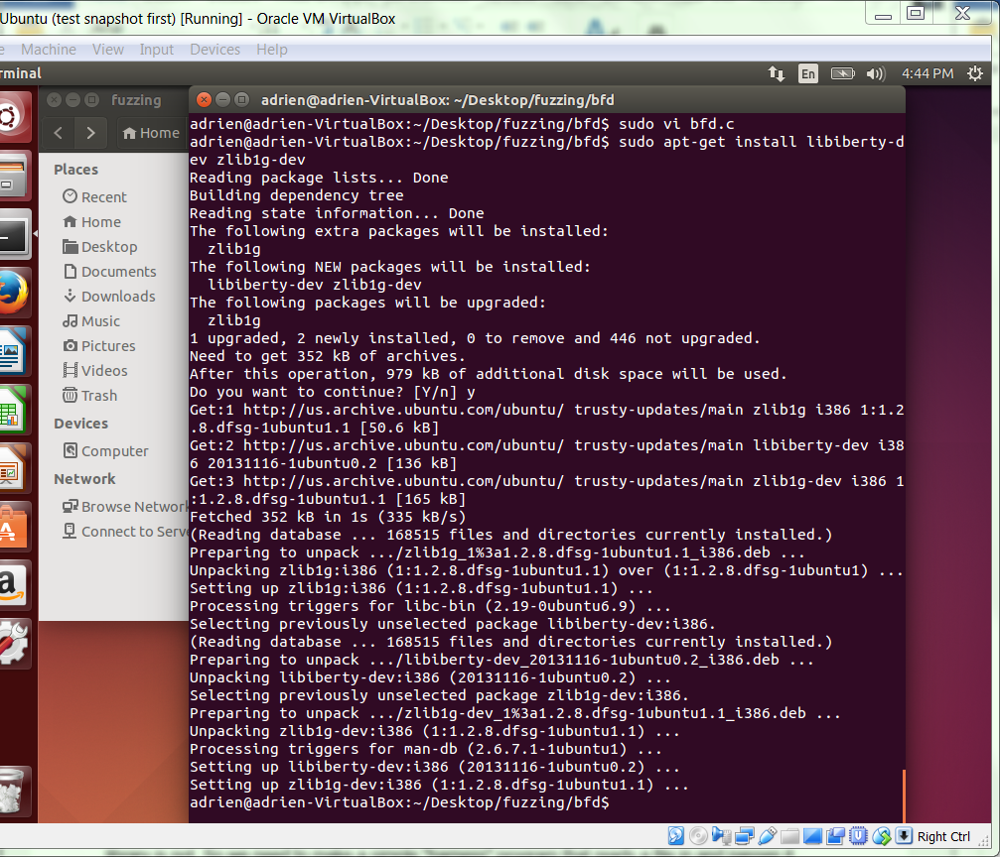 Ubuntu (test snapshot first) [Running] - Oracle VM VirtualBox
e Machine View Input Devices Help
rminal
En
4:44 PM
fuzzing
Home
Places
Recent
Home
Desktop
Documents
Downloads
Music
Pictures
Videos
Trash
Devices
Computer
Network
Browse Network
Connect to Serv
adrien@adrien-VirtualBox: ~/Desktop/fuzzing/bfd
adrien@adrien-VirtualBox:~/Desktop/fuzzing/bfd$ sudo vi bfd.c
adrien@adrien-VirtualBox:~/Desktop/fuzzing/bfd$ sudo apt-get install libiberty-d
ev zlib1g-dev
Reading package lists... Done
Building dependency tree
Reading state information... Done
The following extra packages will be installed:
  zlib1g
The following NEW packages will be installed:
  libiberty-dev zlib1g-dev
The following packages will be upgraded:
  zlib1g
1 upgraded, 2 newly installed, 0 to remove and 446 not upgraded.
Need to get 352 kB of archives.
After this operation, 979 kB of additional disk space will be used.
Do you want to continue? [Y/n] y
Get:1 http://us.archive.ubuntu.com/ubuntu/ trusty-updates/main zlib1g i386 1:1.2
.8.dfsg-1ubuntu1.1 [50.6 kB]
Get:2 http://us.archive.ubuntu.com/ubuntu/ trusty-updates/main libiberty-dev i38
6 20131116-1ubuntu0.2 [136 kB]
Get:3 http://us.archive.ubuntu.com/ubuntu/ trusty-updates/main zlib1g-dev i386 1
:1.2.8.dfsg-1ubuntu1.1 [165 kB]
Fetched 352 kB in 1s (335 kB/s)
(Reading database ... 168515 files and directories currently installed.)
Preparing to unpack .../zlib1g_1%3a1.2.8.dfsg-1ubuntu1.1_i386.deb ...
Unpacking zlib1g:i386 (1:1.2.8.dfsg-1ubuntu1.1) over (1:1.2.8.dfsg-1ubuntu1) ...
Setting up zlib1g:i386 (1:1.2.8.dfsg-1ubuntu1.1) ...
Processing triggers for libc-bin (2.19-0ubuntu6.9) ...
Selecting previously unselected package libiberty-dev:i386.
(Reading database ... 168515 files and directories currently installed.)
Preparing to unpack .../libiberty-dev_20131116-1ubuntu0.2_i386.deb ...
Unpacking libiberty-dev:i386 (20131116-1ubuntu0.2) ...
Selecting previously unselected package zlib1g-dev:i386.
Preparing to unpack .../zlib1g-dev_1%3a1.2.8.dfsg-1ubuntu1.1_i386.deb ...
Unpacking zlib1g-dev:i386 (1:1.2.8.dfsg-1ubuntu1.1) ...
Processing triggers for man-db (2.6.7.1-1ubuntu1) ...
Setting up libiberty-dev:i386 (20131116-1ubuntu0.2) ...
Setting up zlib1g-dev:i386 (1:1.2.8.dfsg-1ubuntu1.1) ...
adrien@adrien-VirtualBox:~/Desktop/fuzzing/bfd$
Right Ctrl